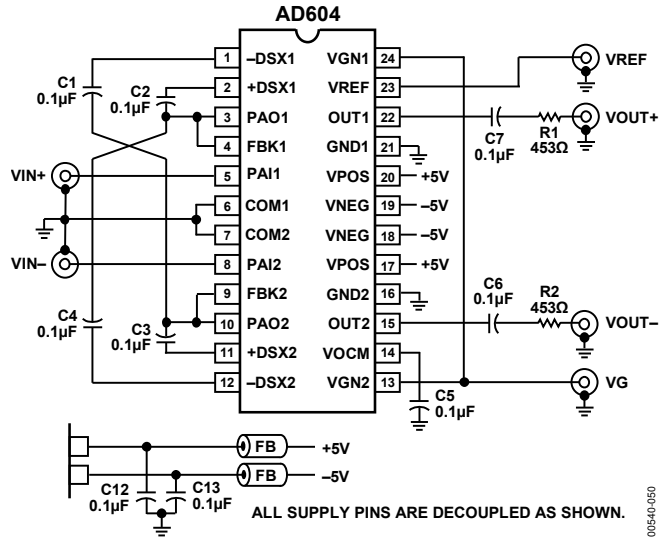 AD604
C1
0.1µF
C2
0.1µF
1 –DSX1 VGN1 24
2 +DSX1 VREF 23
3 PAO1 OUT1 22
4 FBK1 GND1 21
5 PAI1 VPOS 20 +5V
6 COM1 VNEG 19 –5V
7 COM2 VNEG 18 –5V
8 PAI2 VPOS 17 +5V
9 FBK2 GND2 16
10 PAO2 OUT2 15
11 +DSX2 VOCM 14
12 –DSX2 VGN2 13
VREF
VOUT+
C7
0.1µF
R1
453Ω
VIN+
VIN–
C6
0.1µF
R2
453Ω
VOUT–
C4
0.1µF
C3
0.1µF
VG
C5
0.1µF
FB +5V
FB –5V
C12
0.1µF
C13
0.1µF
ALL SUPPLY PINS ARE DECOUPLED AS SHOWN.
00540-050